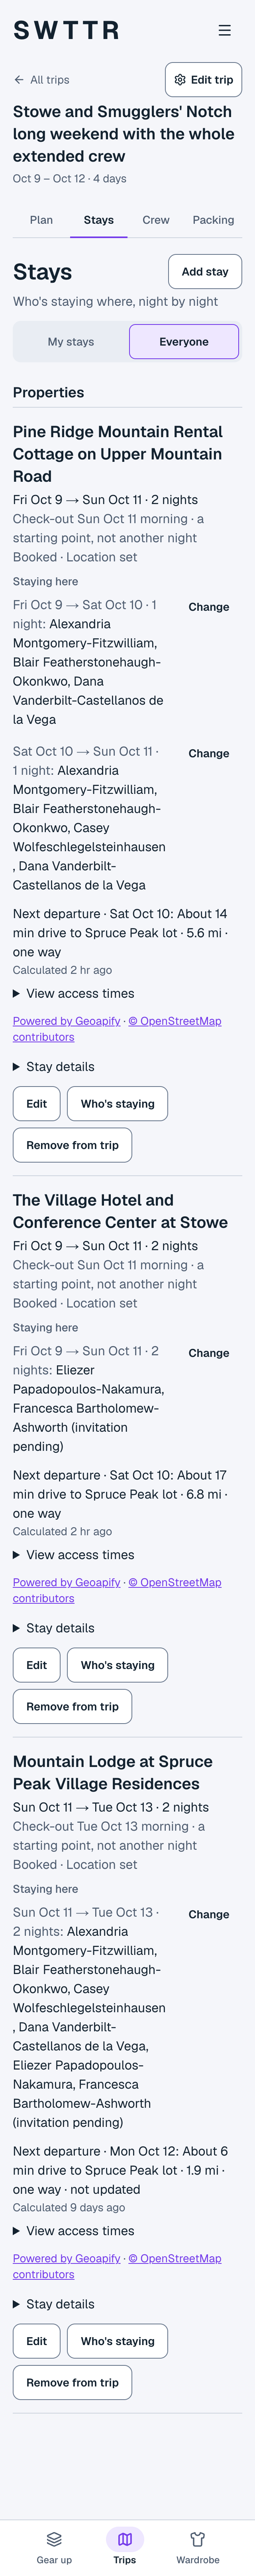 SWTTR
All trips
Edit trip
Stowe and Smugglers' Notch
long weekend with the whole
extended crew
Oct 9 – Oct 12 · 4 days
Plan
Stays
Crew
Packing
Stays
Add stay
Who's staying where, night by night
My stays
Everyone
Properties
Pine Ridge Mountain Rental
Cottage on Upper Mountain
Road
Fri Oct 9 → Sun Oct 11 · 2 nights
Check-out Sun Oct 11 morning · a
starting point, not another night
Booked · Location set
Staying here
Fri Oct 9 → Sat Oct 10 · 1
night: Alexandria
Montgomery-Fitzwilliam,
Blair Featherstonehaugh-
Okonkwo, Dana
Vanderbilt-Castellanos de
la Vega
Change
Sat Oct 10 → Sun Oct 11 ·
1 night: Alexandria
Montgomery-Fitzwilliam,
Blair Featherstonehaugh-
Okonkwo, Casey
Wolfeschlegelsteinhausen
, Dana Vanderbilt-
Castellanos de la Vega
Change
Next departure · Sat Oct 10: About 14
min drive to Spruce Peak lot · 5.6 mi ·
one way
Calculated 2 hr ago
View access times
Powered by Geoapify · © OpenStreetMap
contributors
Stay details
Edit
Who's staying
Remove from trip
The Village Hotel and
Conference Center at Stowe
Fri Oct 9 → Sun Oct 11 · 2 nights
Check-out Sun Oct 11 morning · a
starting point, not another night
Booked · Location set
Staying here
Fri Oct 9 → Sun Oct 11 · 2
nights: Eliezer
Papadopoulos-Nakamura,
Francesca Bartholomew-
Ashworth (invitation
pending)
Change
Next departure · Sat Oct 10: About 17
min drive to Spruce Peak lot · 6.8 mi ·
one way
Calculated 2 hr ago
View access times
Powered by Geoapify · © OpenStreetMap
contributors
Stay details
Edit
Who's staying
Remove from trip
Mountain Lodge at Spruce
Peak Village Residences
Sun Oct 11 → Tue Oct 13 · 2 nights
Check-out Tue Oct 13 morning · a
starting point, not another night
Booked · Location set
Staying here
Sun Oct 11 → Tue Oct 13 ·
2 nights: Alexandria
Montgomery-Fitzwilliam,
Blair Featherstonehaugh-
Okonkwo, Casey
Wolfeschlegelsteinhausen
, Dana Vanderbilt-
Castellanos de la Vega,
Eliezer Papadopoulos-
Nakamura, Francesca
Bartholomew-Ashworth
(invitation pending)
Change
Next departure · Mon Oct 12: About 6
min drive to Spruce Peak lot · 1.9 mi ·
one way · not updated
Calculated 9 days ago
View access times
Powered by Geoapify · © OpenStreetMap
contributors
Stay details
Edit
Who's staying
Remove from trip
Gear up
Trips
Wardrobe